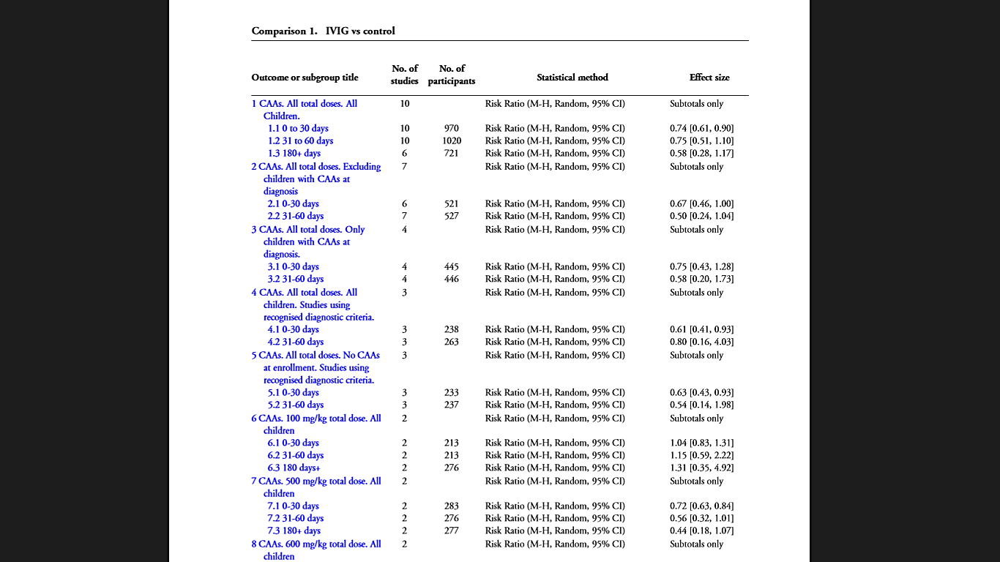 Comparison 1. IVIG vs control
Outcome or subgroup title No. of studies No. of participants Statistical method Effect size
1 CAAs. All total doses. All 10 Risk Ratio (M-H, Random, 95% CI) Subtotals only
Children.
1.1 0 to 30 days 10 970 Risk Ratio (M-H, Random, 95% CI) 0.74 [0.61, 0.90]
1.2 31 to 60 days 10 1020 Risk Ratio (M-H, Random, 95% CI) 0.75 [0.51, 1.10]
1.3 180+ days 6 721 Risk Ratio (M-H, Random, 95% CI) 0.58 [0.28, 1.17]
2 CAAs. All total doses. Excluding 7 Risk Ratio (M-H, Random, 95% CI) Subtotals only
children with CAAs at
diagnosis
2.1 0-30 days 6 521 Risk Ratio (M-H, Random, 95% CI) 0.67 [0.46, 1.00]
2.2 31-60 days 7 527 Risk Ratio (M-H, Random, 95% CI) 0.50 [0.24, 1.04]
3 CAAs. All total doses. Only 4 Risk Ratio (M-H, Random, 95% CI) Subtotals only
children with CAAs at
diagnosis.
3.1 0-30 days 4 445 Risk Ratio (M-H, Random, 95% CI) 0.75 [0.43, 1.28]
3.2 31-60 days 4 446 Risk Ratio (M-H, Random, 95% CI) 0.58 [0.20, 1.73]
4 CAAs. All total doses. All 3 Risk Ratio (M-H, Random, 95% CI) Subtotals only
children. Studies using
recognised diagnostic criteria.
4.1 0-30 days 3 238 Risk Ratio (M-H, Random, 95% CI) 0.61 [0.41, 0.93]
4.2 31-60 days 3 263 Risk Ratio (M-H, Random, 95% CI) 0.80 [0.16, 4.03]
5 CAAs. All total doses. No CAAs 3 Risk Ratio (M-H, Random, 95% CI) Subtotals only
at enrollment. Studies using
recognised diagnostic criteria.
5.1 0-30 days 3 233 Risk Ratio (M-H, Random, 95% CI) 0.63 [0.43, 0.93]
5.2 31-60 days 3 237 Risk Ratio (M-H, Random, 95% CI) 0.54 [0.14, 1.98]
6 CAAs. 100 mg/kg total dose. All 2 Risk Ratio (M-H, Random, 95% CI) Subtotals only
children
6.1 0-30 days 2 213 Risk Ratio (M-H, Random, 95% CI) 1.04 [0.83, 1.31]
6.2 31-60 days 2 213 Risk Ratio (M-H, Random, 95% CI) 1.15 [0.59, 2.22]
6.3 180 days+ 2 276 Risk Ratio (M-H, Random, 95% CI) 1.31 [0.35, 4.92]
7 CAAs. 500 mg/kg total dose. All 2 Risk Ratio (M-H, Random, 95% CI) Subtotals only
children
7.1 0-30 days 2 283 Risk Ratio (M-H, Random, 95% CI) 0.72 [0.63, 0.84]
7.2 31-60 days 2 276 Risk Ratio (M-H, Random, 95% CI) 0.56 [0.32, 1.01]
7.3 180+ days 2 277 Risk Ratio (M-H, Random, 95% CI) 0.44 [0.18, 1.07]
8 CAAs. 600 mg/kg total dose. All 2 Risk Ratio (M-H, Random, 95% CI) Subtotals only
children